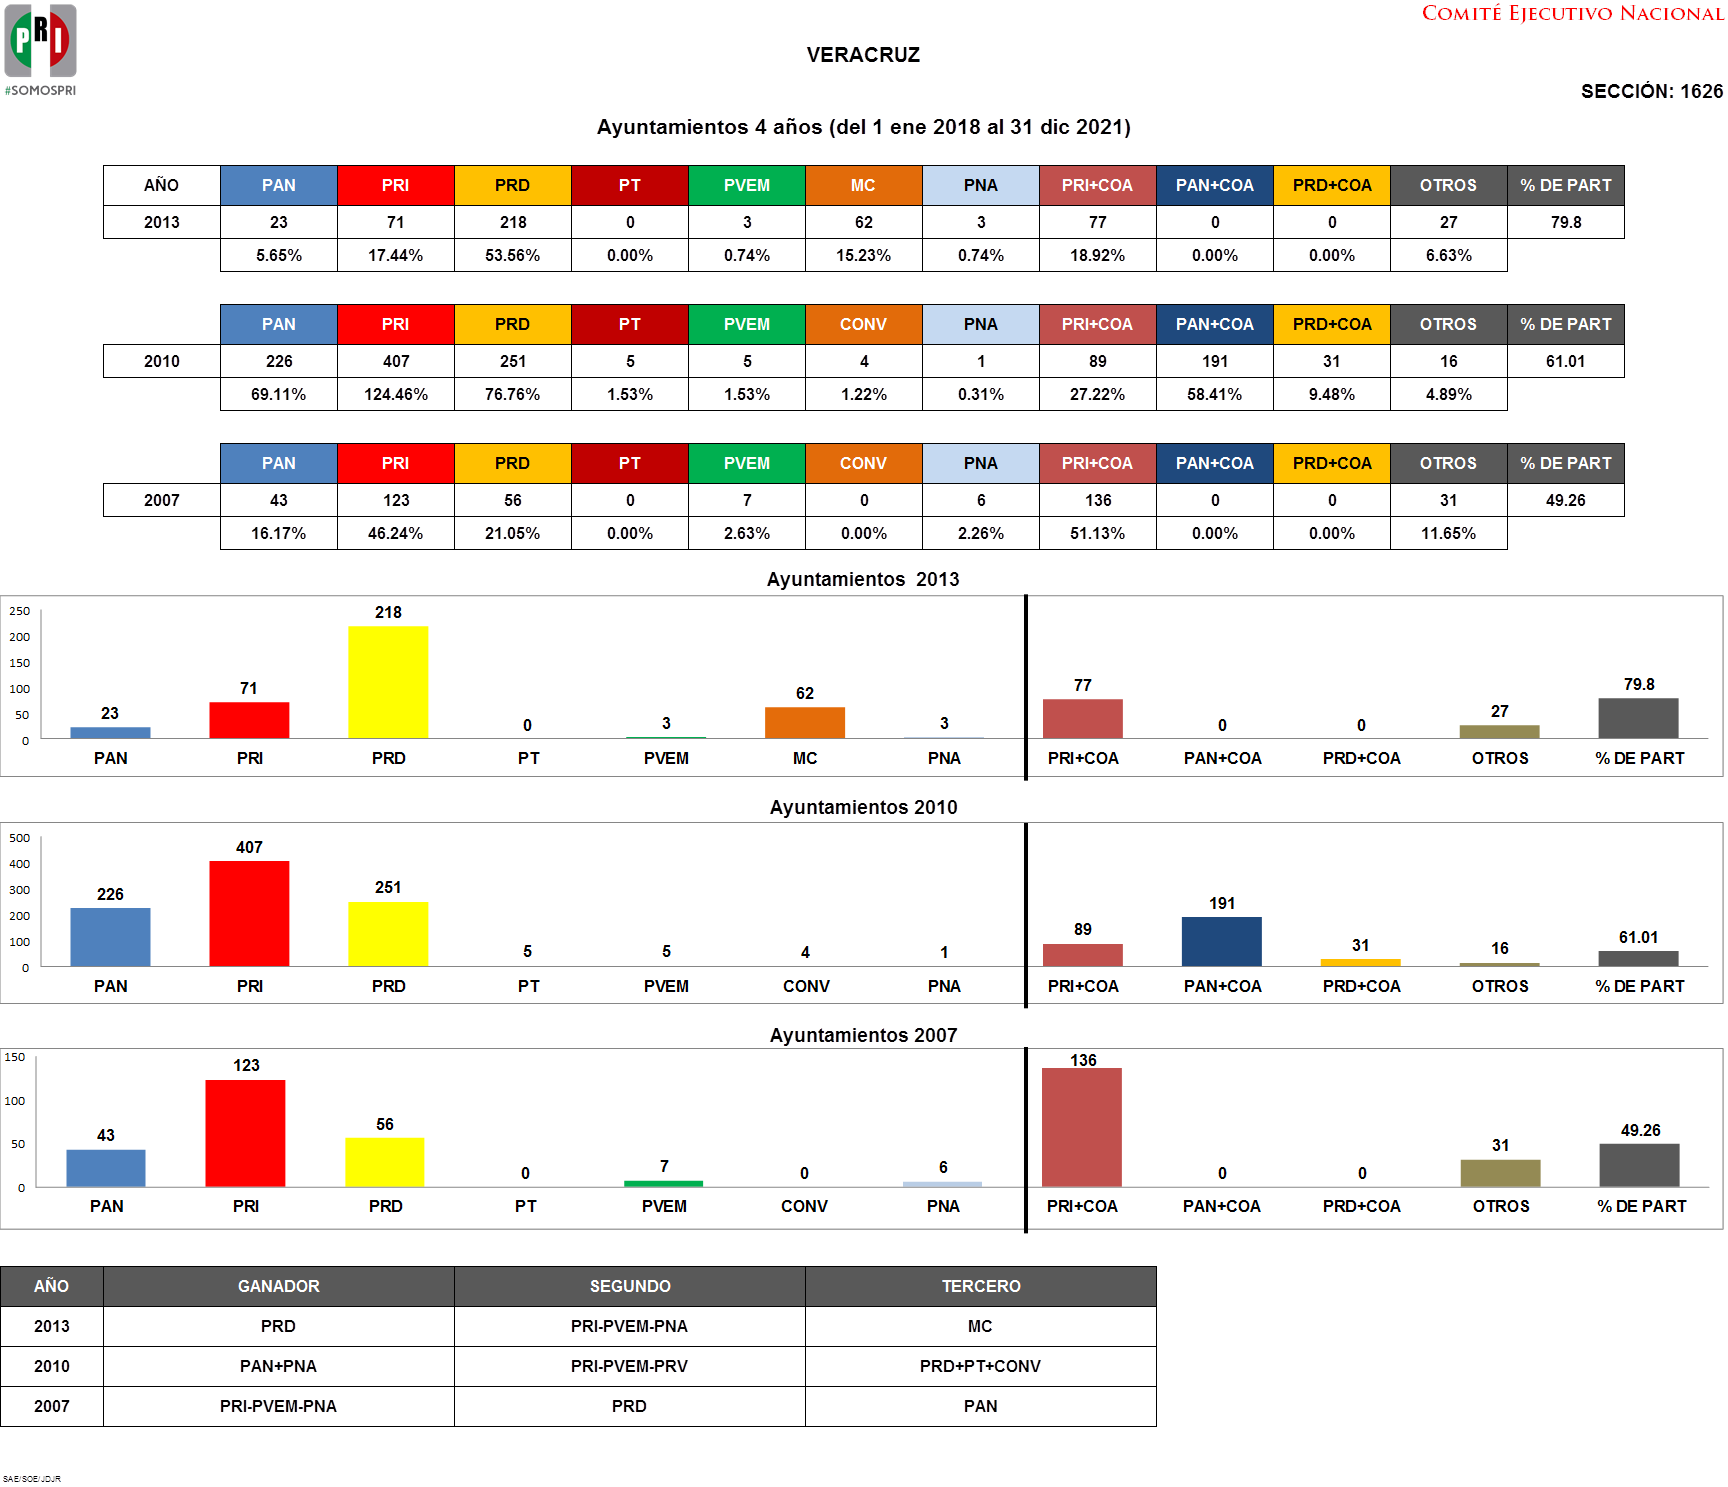 PRI
#SOMOSPRI
COMITÉ EJECUTIVO NACIONAL
VERACRUZ
SECCIÓN: 1626
Ayuntamientos 4 años (del 1 ene 2018 al 31 dic 2021)
AÑO PAN PRI PRD PT PVEM MC PNA PRI+COA PAN+COA PRD+COA OTROS % DE PART
2013 23 71 218 0 3 62 3 77 0 0 27 79.8
5.65% 17.44% 53.56% 0.00% 0.74% 15.23% 0.74% 18.92% 0.00% 0.00% 6.63%
PAN PRI PRD PT PVEM CONV PNA PRI+COA PAN+COA PRD+COA OTROS % DE PART
2010 226 407 251 5 5 4 1 89 191 31 16 61.01
69.11% 124.46% 76.76% 1.53% 1.53% 1.22% 0.31% 27.22% 58.41% 9.48% 4.89%
PAN PRI PRD PT PVEM CONV PNA PRI+COA PAN+COA PRD+COA OTROS % DE PART
2007 43 123 56 0 7 0 6 136 0 0 31 49.26
16.17% 46.24% 21.05% 0.00% 2.63% 0.00% 2.26% 51.13% 0.00% 0.00% 11.65%
Ayuntamientos 2013
250
200
150
100
50
0
23 71 218 0 3 62 3 77 0 0 27 79.8
PAN PRI PRD PT PVEM MC PNA PRI+COA PAN+COA PRD+COA OTROS % DE PART
Ayuntamientos 2010
500
400
300
200
100
0
226 407 251 5 5 4 1 89 191 31 16 61.01
PAN PRI PRD PT PVEM CONV PNA PRI+COA PAN+COA PRD+COA OTROS % DE PART
Ayuntamientos 2007
150
100
50
0
43 123 56 0 7 0 6 136 0 0 31 49.26
PAN PRI PRD PT PVEM CONV PNA PRI+COA PAN+COA PRD+COA OTROS % DE PART
AÑO GANADOR SEGUNDO TERCERO
2013 PRD PRI-PVEM-PNA MC
2010 PAN+PNA PRI-PVEM-PRV PRD+PT+CONV
2007 PRI-PVEM-PNA PRD PAN
SAE/SOE/JDJR